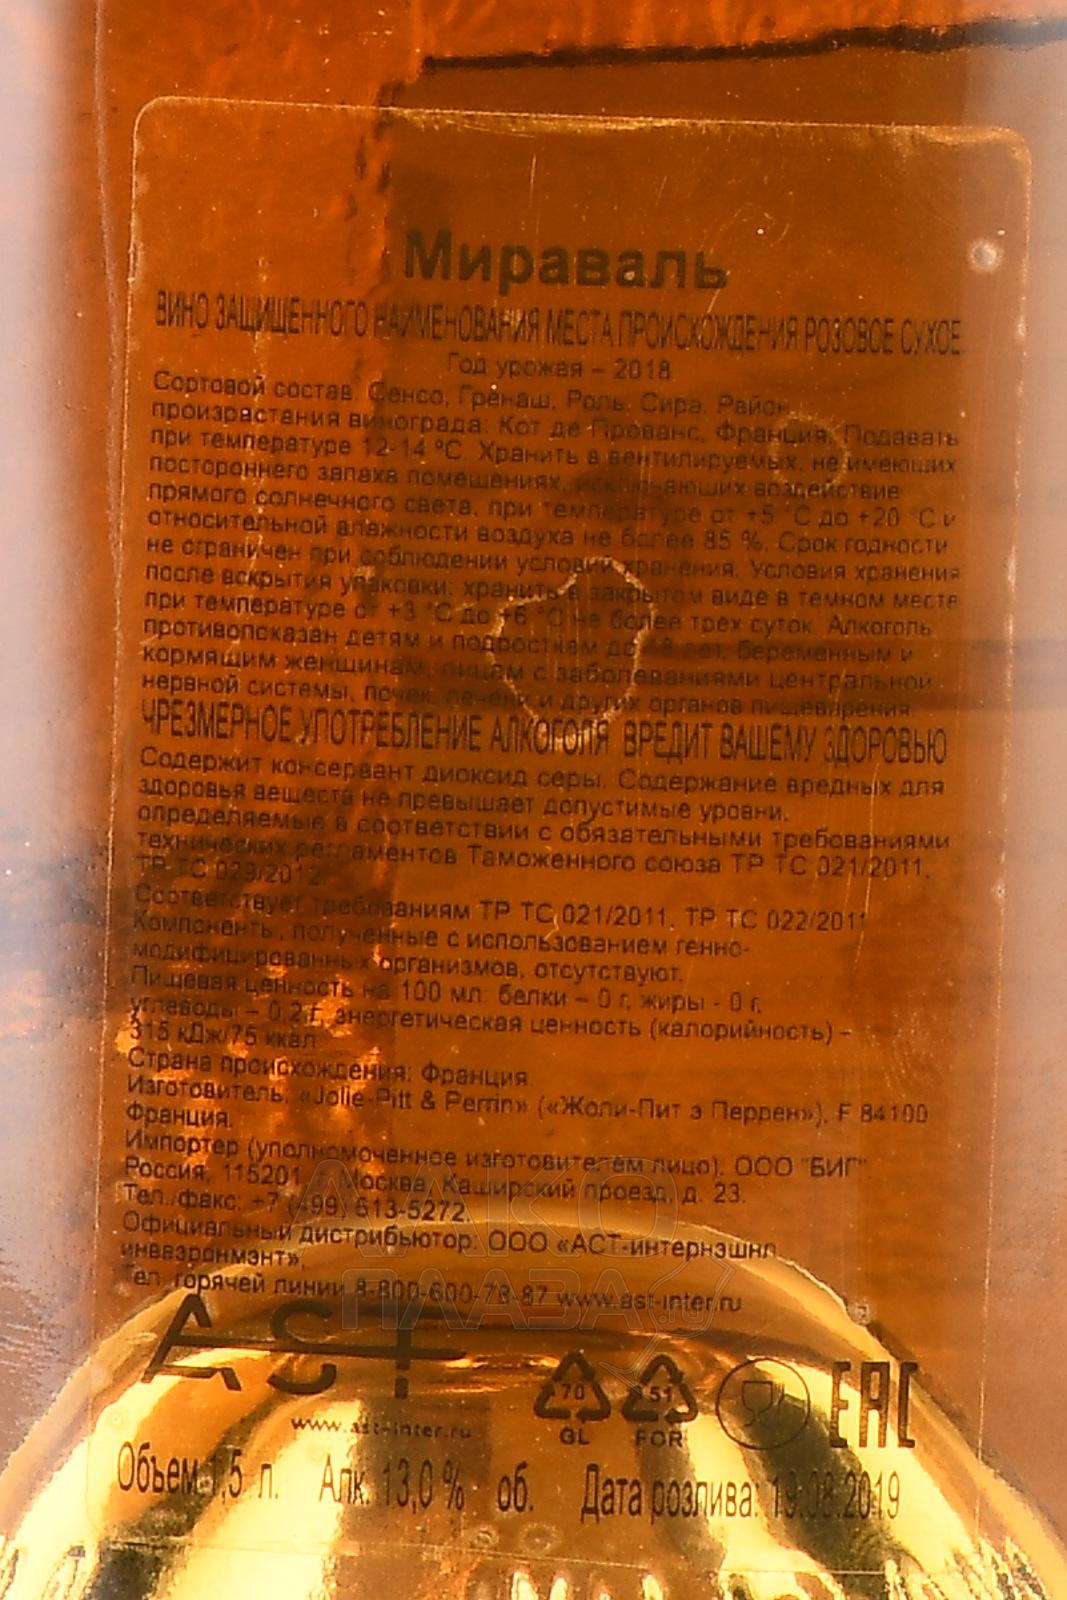 Мираваль
ВИНО ЗАЩИЩЕННОГО НАИМЕНОВАНИЯ МЕСТА ПРОИСХОЖДЕНИЯ РОЗОВОЕ СУХОЕ.
Год урожая – 2018
Сортовой состав: Сенсо, Гренаш, Роль, Сира. Район
произрастания винограда: Кот де Прованс, Франция. Подавать
при температуре 12-14 °С. Хранить в вентилируемых, не имеющих
постороннего запаха помещениях, исключающих воздействие
прямого солнечного света, при температуре от +5 °С до +20 °С и
относительной влажности воздуха не более 85 %. Срок годности
не ограничен при соблюдении условий хранения. Условия хранения
после вскрытия упаковки: хранить в закрытом виде в темном месте
при температуре от +3 °С до +6 °С не более трех суток. Алкоголь
противопоказан детям и подросткам до 18 лет, беременным и
кормящим женщинам, лицам с заболеваниями центральной
нервной системы, почек, печени и других органов пищеварения.
ЧРЕЗМЕРНОЕ УПОТРЕБЛЕНИЕ АЛКОГОЛЯ ВРЕДИТ ВАШЕМУ ЗДОРОВЬЮ
Содержит консервант диоксид серы. Содержание вредных для
здоровья веществ не превышает допустимые уровни,
определяемые в соответствии с обязательными требованиями
технических регламентов Таможенного союза ТР ТС 021/2011,
ТР ТС 029/2012.
Соответствует требованиям ТР ТС 021/2011, ТР ТС 022/2011
Компоненты, полученные с использованием генно-
модифицированных организмов, отсутствуют.
Пищевая ценность на 100 мл: белки – 0 г, жиры - 0 г,
углеводы – 0,2 г, энергетическая ценность (калорийность) –
315 кДж/75 ккал
Страна происхождения: Франция.
Изготовитель: «Jolie-Pitt & Perrin» («Жоли-Пит э Перрен»), F 84100
Франция.
Импортер (уполномоченное изготовителем лицо): ООО "БИГ"
Россия, 115201, г. Москва, Каширский проезд, д. 23.
Тел./факс: +7 (499) 613-5272.
Официальный дистрибьютор: ООО «АСТ-интернэшнл
инваэронмэнт»,
Тел. горячей линии 8-800-600-78-87 www.ast-inter.ru
АЛКО
ПЛАЗА
.ru
AST
www.ast-inter.ru
70
GL
51
FOR
EAC
Объем 1,5 л. Алк. 13,0 % об. Дата розлива: 19.08.2019